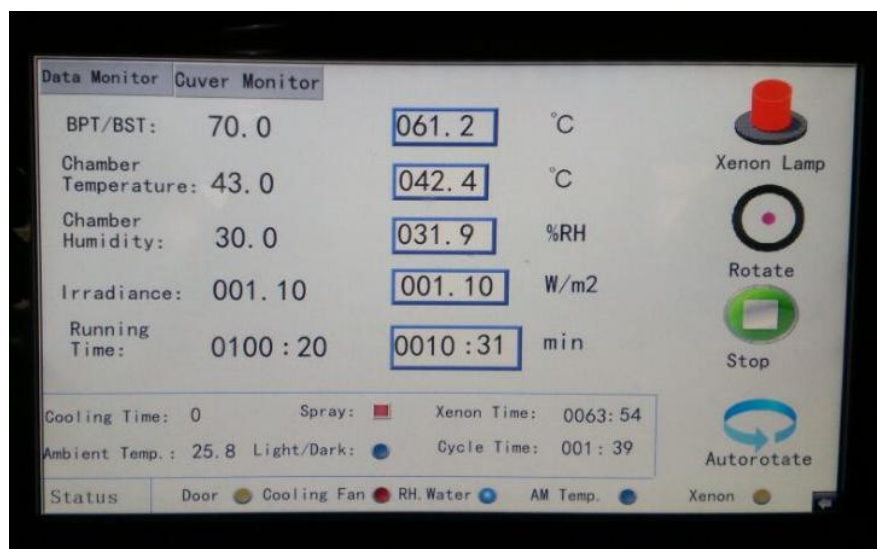 Data Monitor Cuver Monitor
BPT/BST: 70.0 061.2 °C
Chamber
Temperature: 43.0 042.4 °C
Chamber
Humidity: 30.0 031.9 %RH
Irradiance: 001.10 001.10 W/m2
Running
Time: 0100:20 0010:31 min
Xenon Lamp
Rotate
Stop
Autorotate
Cooling Time: 0 Spray: Xenon Time: 0063:54
Ambient Temp.: 25.8 Light/Dark: Cycle Time: 001:39
Status Door Cooling Fan RH.Water AM Temp. Xenon